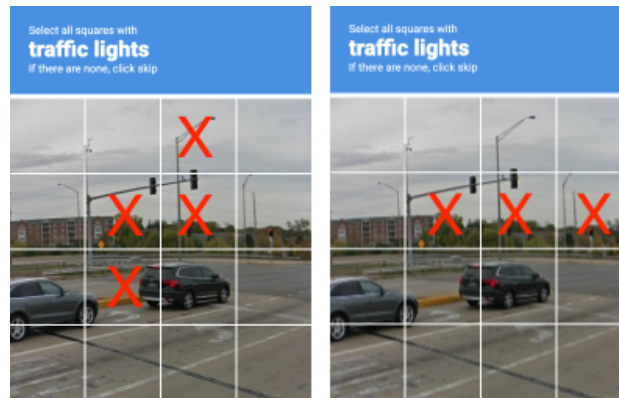 Select all squares with
traffic lights
If there are none, click skip
X
X
X
X
Select all squares with
traffic lights
If there are none, click skip
X
X
X